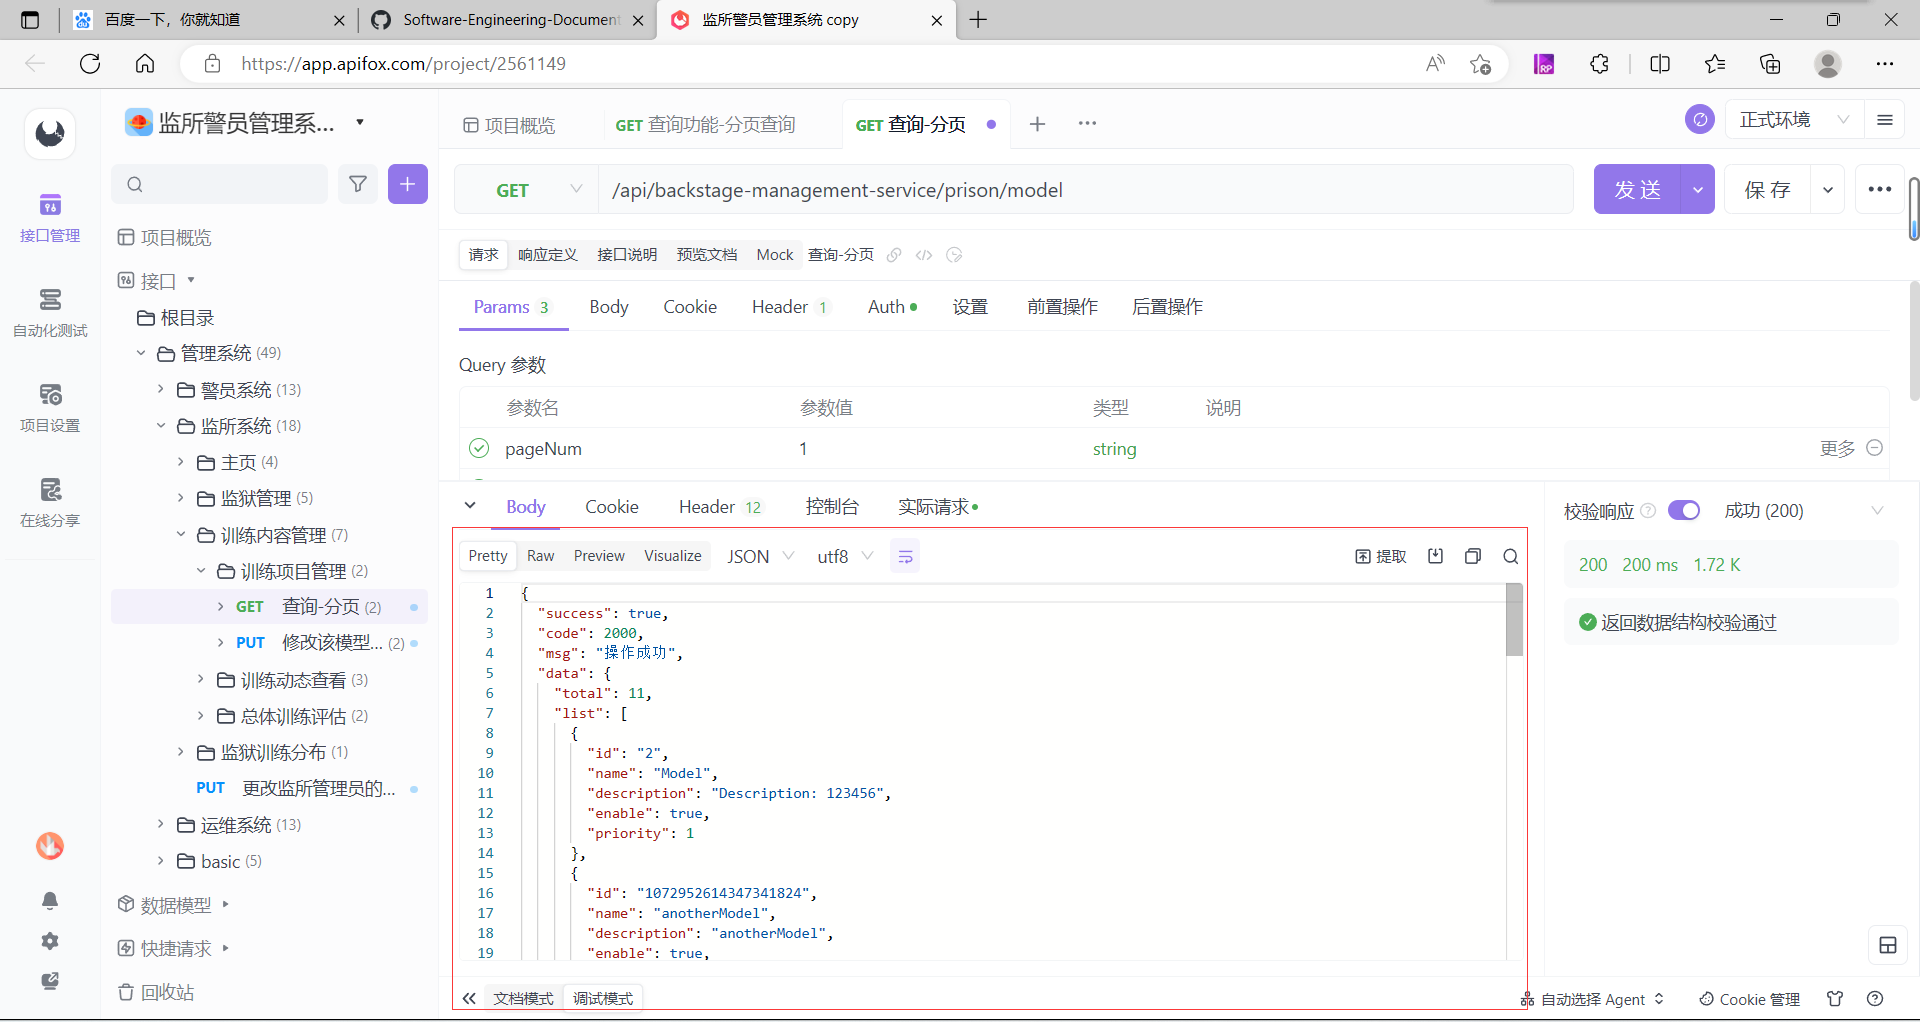 百度一下，你就知道
Software-Engineering-Document
监所警员管理系统 copy
https://app.apifox.com/project/2561149
监所警员管理系...
项目概览
GET 查询功能-分页查询
GET 查询-分页
正式环境
GET
/api/backstage-management-service/prison/model
发 送
保 存
接口管理
自动化测试
项目设置
在线分享
项目概览
接口
根目录
管理系统 (49)
警员系统 (13)
监所系统 (18)
主页 (4)
监狱管理 (5)
训练内容管理 (7)
训练项目管理 (2)
GET 查询-分页 (2)
PUT 修改该模型... (2)
训练动态查看 (3)
总体训练评估 (2)
监狱训练分布 (1)
PUT 更改监所管理员的...
运维系统 (13)
basic (5)
数据模型
快捷请求
回收站
请求 响应定义 接口说明 预览文档 Mock 查询-分页
Params 3 Body Cookie Header 1 Auth 设置 前置操作 后置操作
Query 参数
参数名 参数值 类型 说明
pageNum 1 string 更多
Body Cookie Header 12 控制台 实际请求
校验响应 成功 (200)
Pretty Raw Preview Visualize JSON utf8 提取
200 200 ms 1.72 K
返回数据结构校验通过
1 {
2 "success": true,
3 "code": 2000,
4 "msg": "操作成功",
5 "data": {
6 "total": 11,
7 "list": [
8 {
9 "id": "2",
10 "name": "Model",
11 "description": "Description: 123456",
12 "enable": true,
13 "priority": 1
14 },
15 {
16 "id": "1072952614347341824",
17 "name": "anotherModel",
18 "description": "anotherModel",
19 "enable": true,
文档模式 调试模式
自动选择 Agent
Cookie 管理